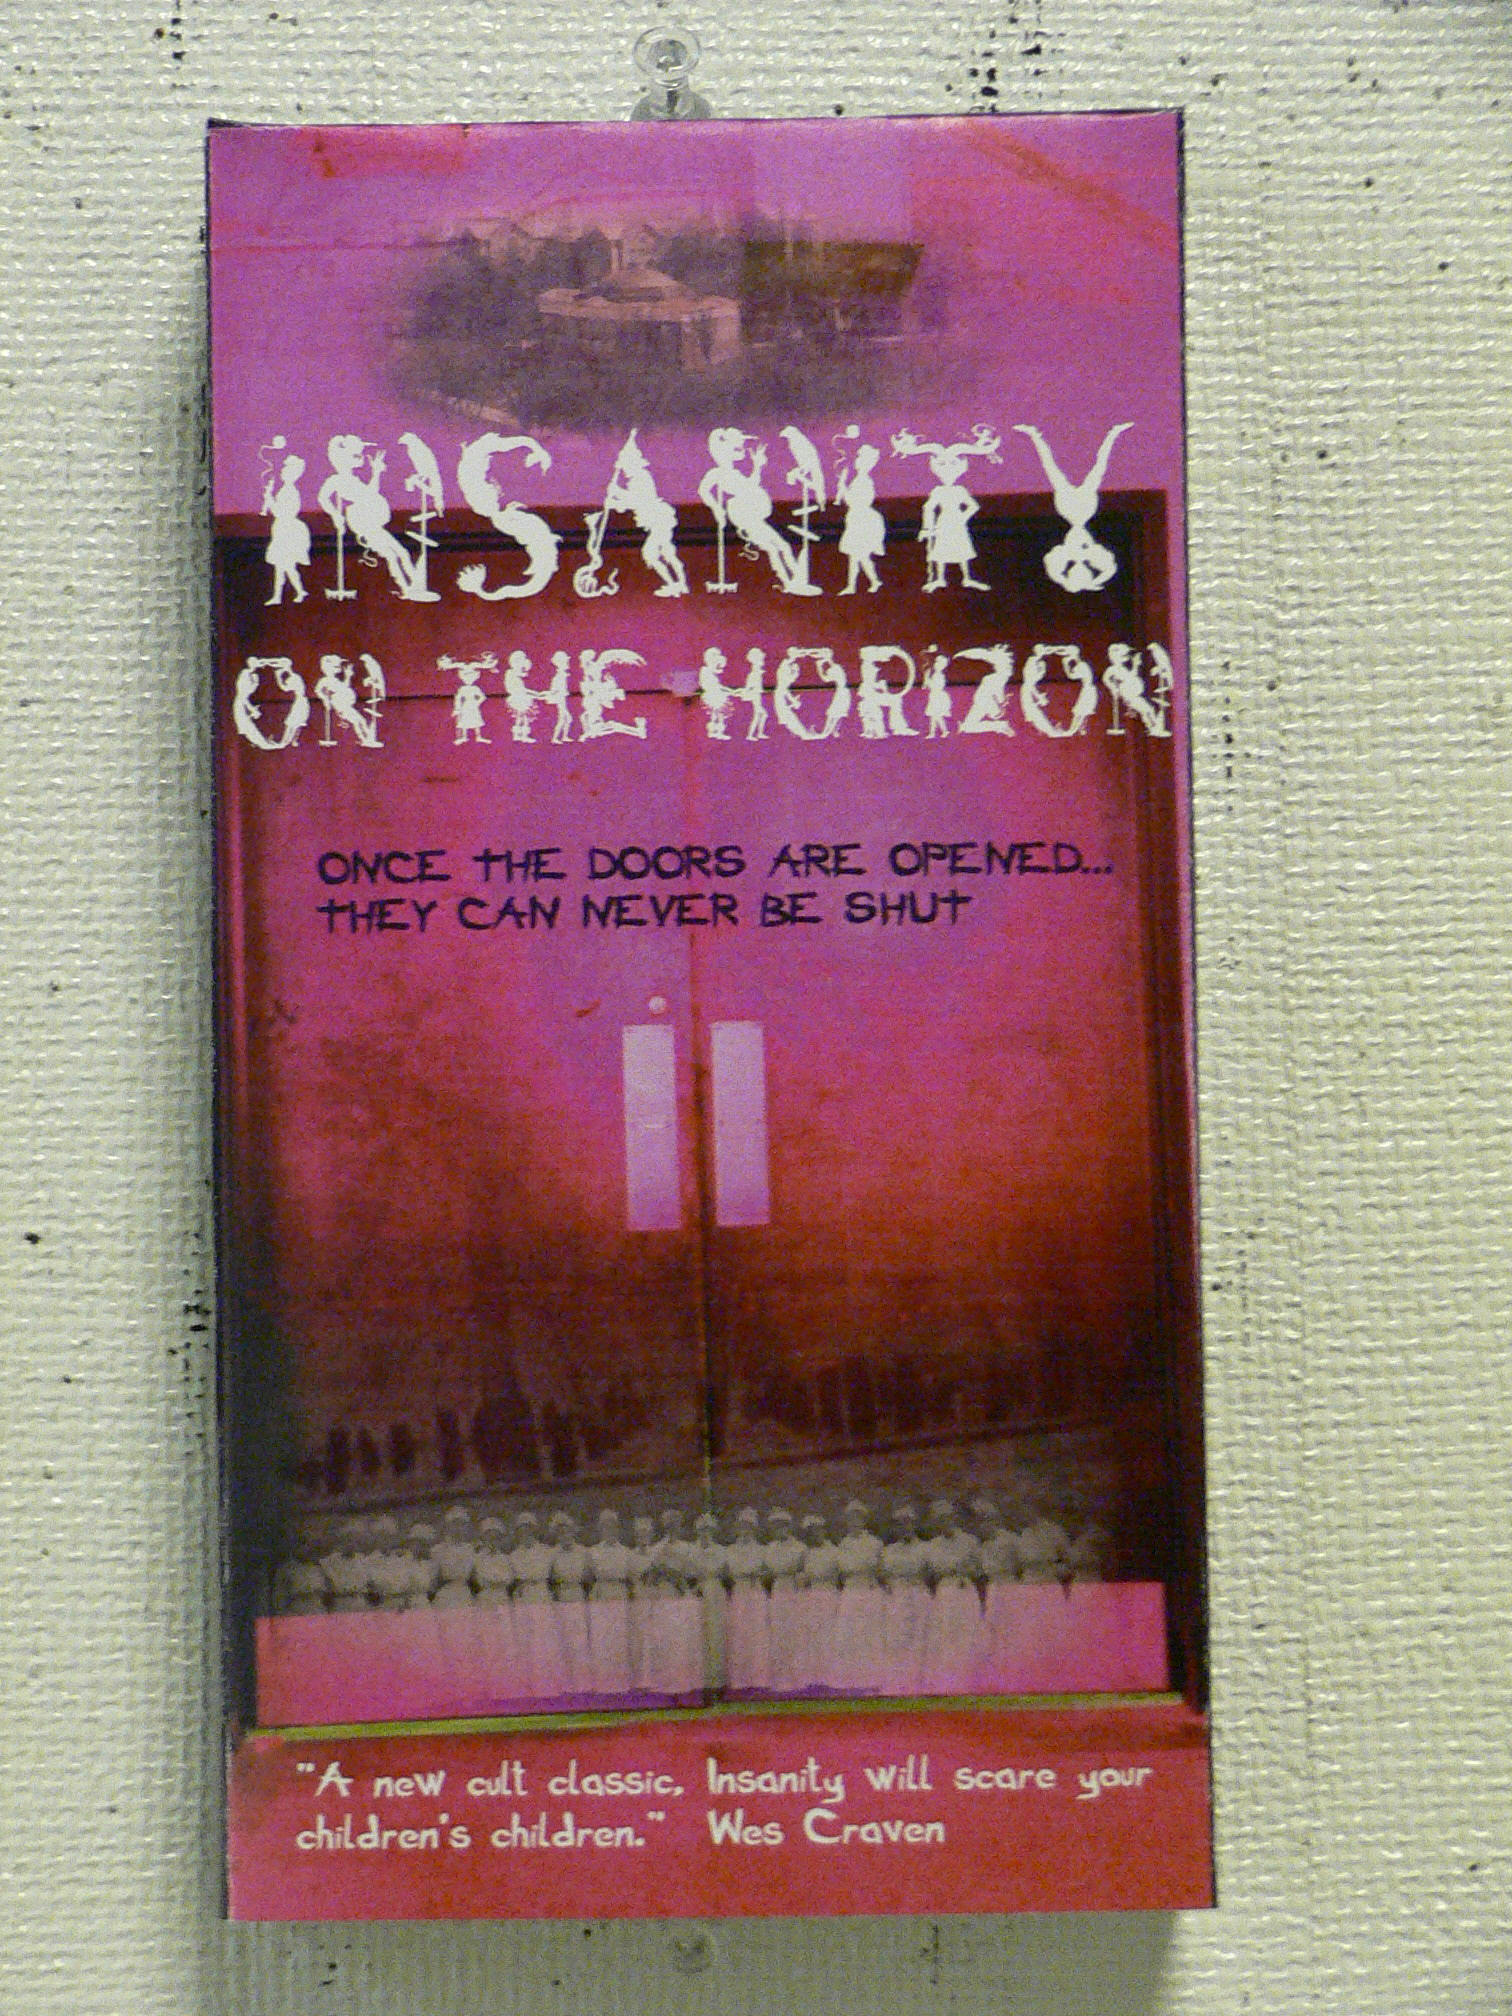 INSANITY
ON THE HORIZON
ONCE THE DOORS ARE OPENED...
THEY CAN NEVER BE SHUT
"A new cult classic, Insanity will scare your
children's children." Wes Craven